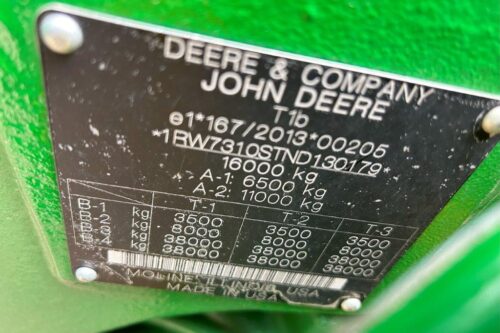 DEERE & COMPANY
JOHN DEERE
T1b
e1*167/2013*00205
*1RW7310STND130179*
16000 kg
A-1: 6500 kg
A-2: 11000 kg
T-1 T-2 T-3
B-1 kg 3500 3500 3500
B-2 kg 8000 8000 8000
B-3 kg 38000 38000 38000
B-4 kg 38000 38000 38000
MOLINE USA
MADE IN USA